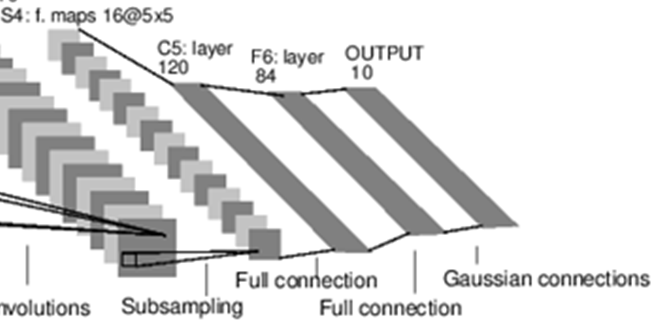 S4: f. maps 16@5x5
C5: layer
120
F6: layer
84
OUTPUT
10
nvolutions
Subsampling
Full connection
Full connection
Gaussian connections